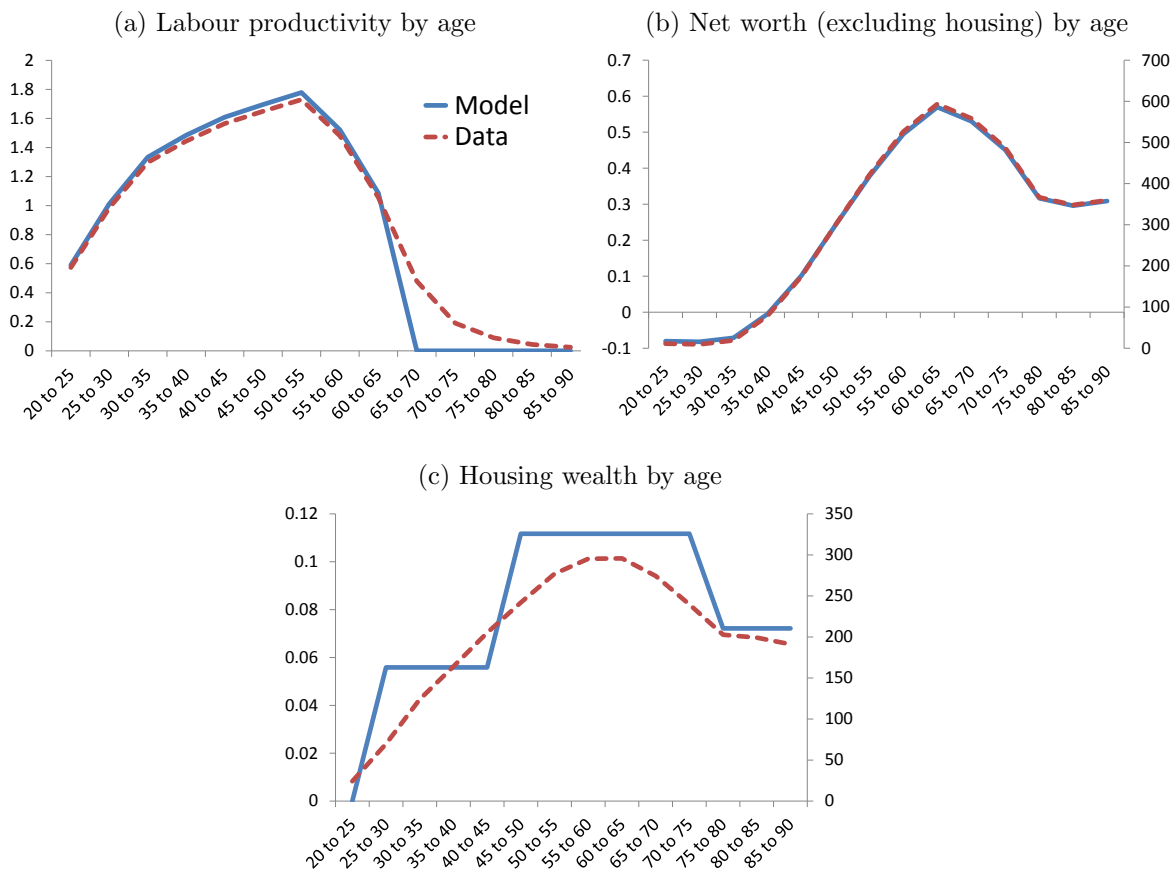 (a) Labour productivity by age
2
1.8
1.6
1.4
1.2
1
0.8
0.6
0.4
0.2
0
Model
Data
20 to 25
25 to 30
30 to 35
35 to 40
40 to 45
45 to 50
50 to 55
55 to 60
60 to 65
65 to 70
70 to 75
75 to 80
80 to 85
85 to 90
(b) Net worth (excluding housing) by age
0.7
0.6
0.5
0.4
0.3
0.2
0.1
0
-0.1
700
600
500
400
300
200
100
0
20 to 25
25 to 30
30 to 35
35 to 40
40 to 45
45 to 50
50 to 55
55 to 60
60 to 65
65 to 70
70 to 75
75 to 80
80 to 85
85 to 90
(c) Housing wealth by age
0.12
0.1
0.08
0.06
0.04
0.02
0
350
300
250
200
150
100
50
0
20 to 25
25 to 30
30 to 35
35 to 40
40 to 45
45 to 50
50 to 55
55 to 60
60 to 65
65 to 70
70 to 75
75 to 80
80 to 85
85 to 90